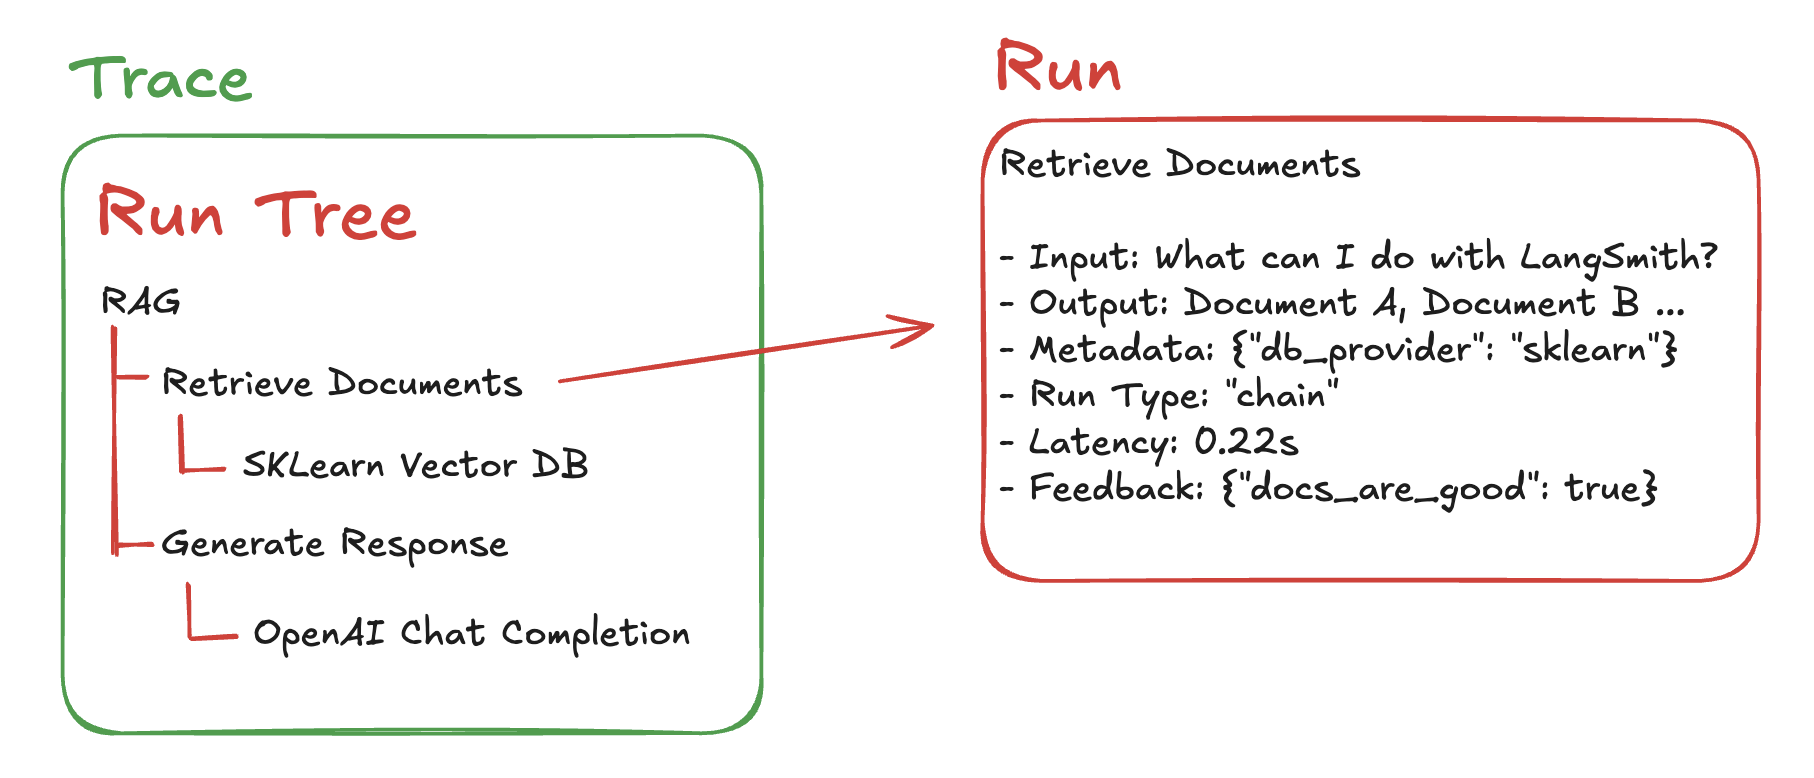 Trace
Run Tree
RAG
Retrieve Documents
SKLearn Vector DB
Generate Response
OpenAI Chat Completion
Run
Retrieve Documents
- Input: What can I do with LangSmith?
- Output: Document A, Document B ...
- Metadata: {"db_provider": "sklearn"}
- Run Type: "chain"
- Latency: 0.22s
- Feedback: {"docs_are_good": true}